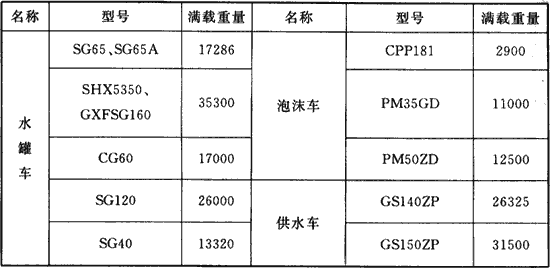 名称 型号 满载重量 名称 型号 满载重量
水罐车 SG65、SG65A 17286 泡沫车 CPP181 2900
SHX5350、
GXFSG160 35300 PM35GD 11000
CG60 17000 PM50ZD 12500
SG120 26000 供水车 GS140ZP 26325
SG40 13320 GS150ZP 31500